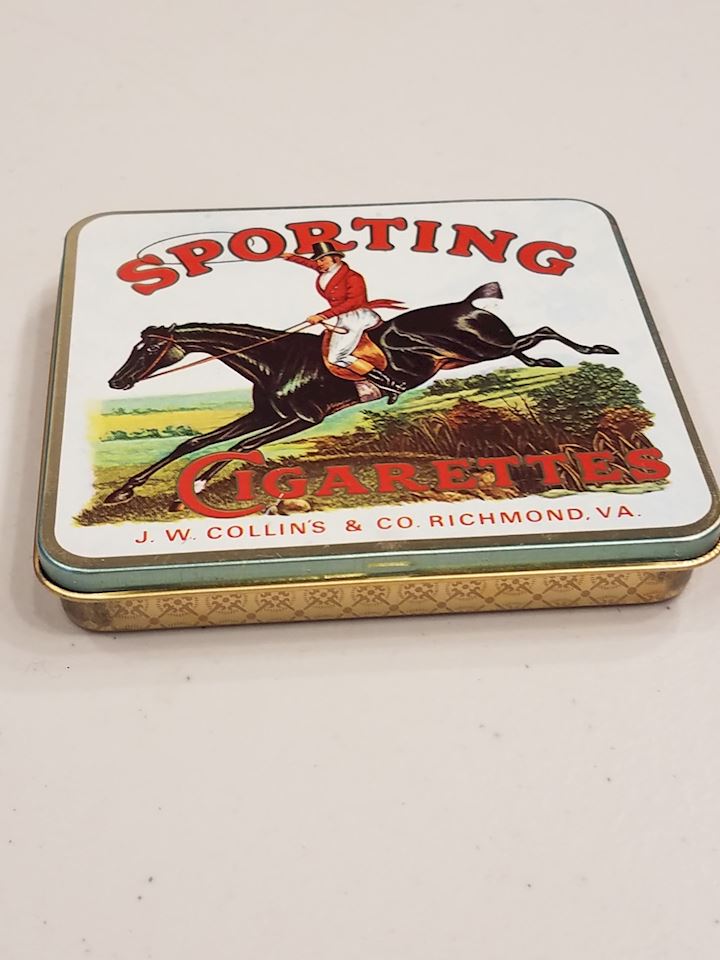 SPORTING
CIGARETTES
J. W. COLLIN'S & CO. RICHMOND, VA.